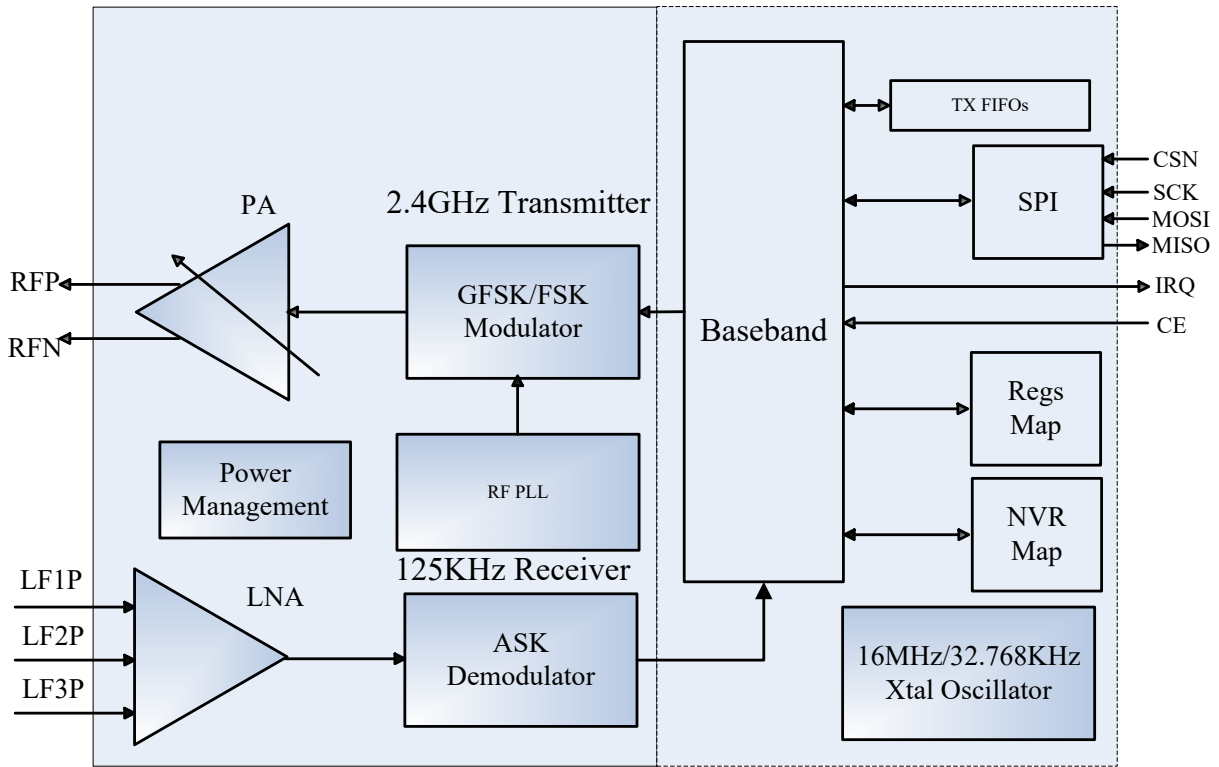 TX FIFOs
CSN
SPI
SCK
MOSI
MISO
PA
2.4GHz Transmitter
RFP
RFN
GFSK/FSK
Modulator
Baseband
IRQ
CE
Regs
Map
Power
Management
RF PLL
NVR
Map
125KHz Receiver
LF1P
LF2P
LF3P
LNA
ASK
Demodulator
16MHz/32.768KHz
Xtal Oscillator